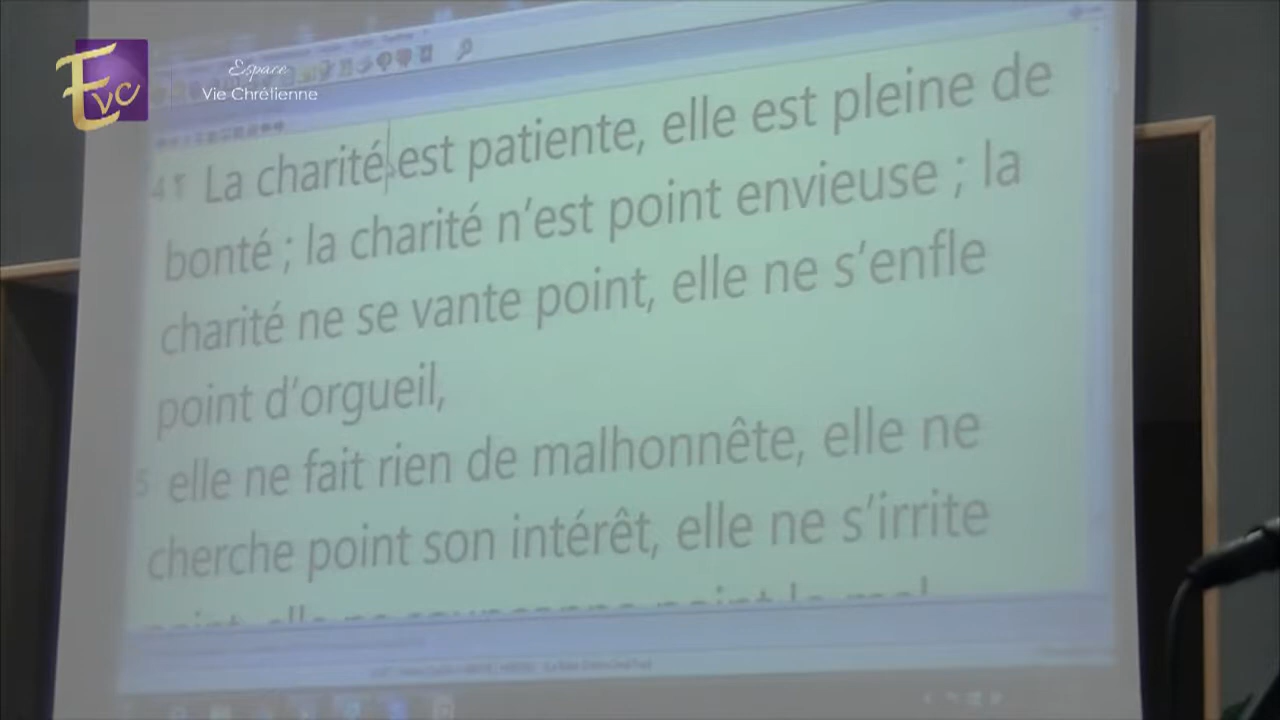 Evc
Espace
Vie Chrétienne
4 ¶ La charité est patiente, elle est pleine de
bonté ; la charité n'est point envieuse ; la
charité ne se vante point, elle ne s'enfle
point d'orgueil,
5 elle ne fait rien de malhonnête, elle ne
cherche point son intérêt, elle ne s'irrite